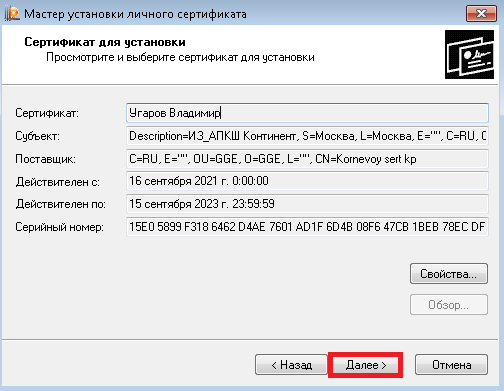 Мастер установки личного сертификата
Сертификат для установки
Просмотрите и выберите сертификат для установки
Сертификат: Угаров Владимир
Субъект: Description=ИЗ_АПКШ Континент, S=Москва, L=Москва, E="", C=RU, O
Поставщик: C=RU, E="", OU=GGE, O=GGE, L="", CN=Kornevoy sert kp
Действителен с: 16 сентября 2021 г. 0:00:00
Действителен по: 15 сентября 2023 г. 23:59:59
Серийный номер: 15E0 5899 F318 6462 D4AE 7601 AD1F 6D4B 08F6 47CB 1BEB 78EC DF
Свойства...
Обзор...
< Назад Далее > Отмена